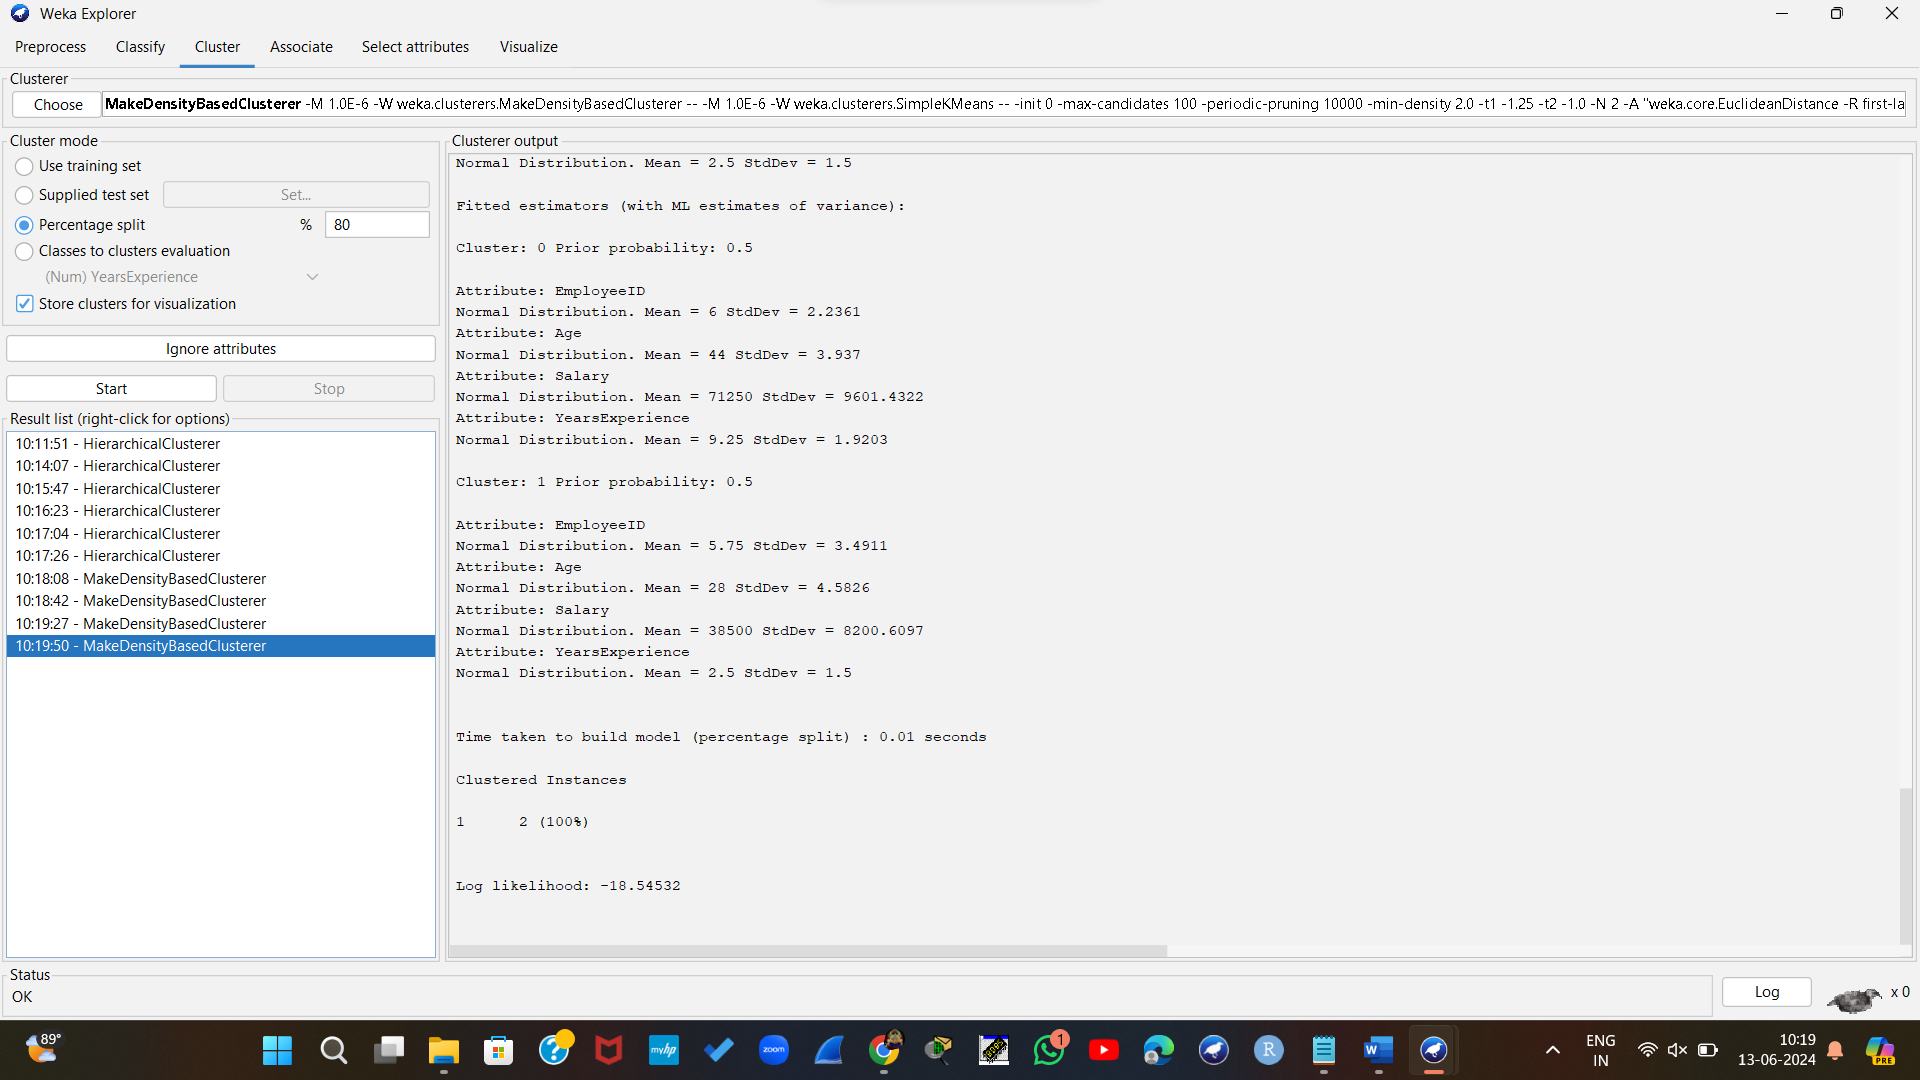 Weka Explorer
Preprocess Classify Cluster Associate Select attributes Visualize
Clusterer
Choose MakeDensityBasedClusterer -M 1.0E-6 -W weka.clusterers.MakeDensityBasedClusterer -- -M 1.0E-6 -W weka.clusterers.SimpleKMeans -- -init 0 -max-candidates 100 -periodic-pruning 10000 -min-density 2.0 -t1 -1.25 -t2 -1.0 -N 2 -A "weka.core.EuclideanDistance -R first-la
Cluster mode
Use training set
Supplied test set Set...
Percentage split % 80
Classes to clusters evaluation
(Num) YearsExperience
Store clusters for visualization
Ignore attributes
Start Stop
Result list (right-click for options)
10:11:51 - HierarchicalClusterer
10:14:07 - HierarchicalClusterer
10:15:47 - HierarchicalClusterer
10:16:23 - HierarchicalClusterer
10:17:04 - HierarchicalClusterer
10:17:26 - HierarchicalClusterer
10:18:08 - MakeDensityBasedClusterer
10:18:42 - MakeDensityBasedClusterer
10:19:27 - MakeDensityBasedClusterer
10:19:50 - MakeDensityBasedClusterer
Clusterer output
Normal Distribution. Mean = 2.5 StdDev = 1.5
Fitted estimators (with ML estimates of variance):
Cluster: 0 Prior probability: 0.5
Attribute: EmployeeID
Normal Distribution. Mean = 6 StdDev = 2.2361
Attribute: Age
Normal Distribution. Mean = 44 StdDev = 3.937
Attribute: Salary
Normal Distribution. Mean = 71250 StdDev = 9601.4322
Attribute: YearsExperience
Normal Distribution. Mean = 9.25 StdDev = 1.9203
Cluster: 1 Prior probability: 0.5
Attribute: EmployeeID
Normal Distribution. Mean = 5.75 StdDev = 3.4911
Attribute: Age
Normal Distribution. Mean = 28 StdDev = 4.5826
Attribute: Salary
Normal Distribution. Mean = 38500 StdDev = 8200.6097
Attribute: YearsExperience
Normal Distribution. Mean = 2.5 StdDev = 1.5
Time taken to build model (percentage split) : 0.01 seconds
Clustered Instances
1 2 (100%)
Log likelihood: -18.54532
Status
OK
Log x 0
89°
myhp
zoom
1
R
W
ENG
IN
10:19
13-06-2024
PRE